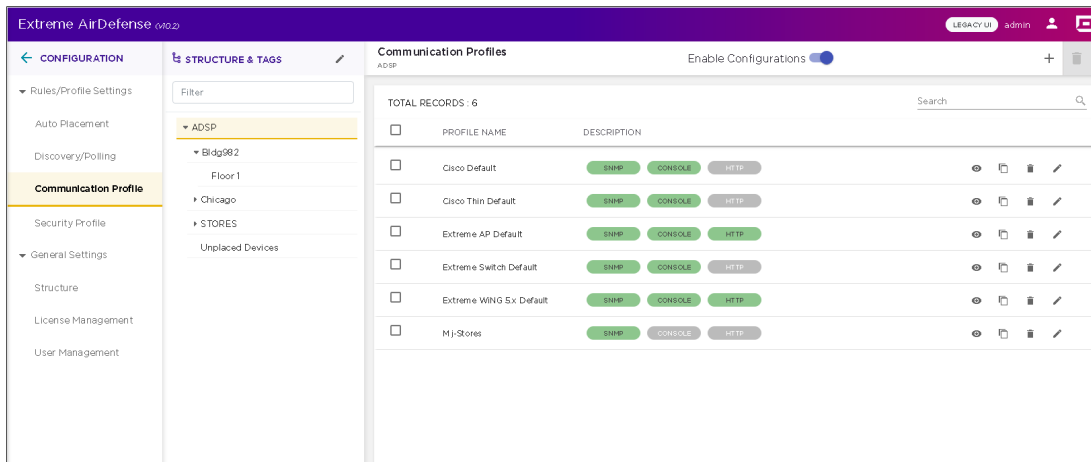 Extreme AirDefense (v10.2)
LEGACY UI admin
CONFIGURATION
Rules/Profile Settings
Auto Placement
Discovery/Polling
Communication Profile
Security Profile
General Settings
Structure
License Management
User Management
STRUCTURE & TAGS
Filter
ADSP
Bldg982
Floor 1
Chicago
STORES
Unplaced Devices
Communication Profiles
ADSP
Enable Configurations
TOTAL RECORDS : 6
Search
PROFILE NAME DESCRIPTION
Cisco Default SNMP CONSOLE HTTP
Cisco Thin Default SNMP CONSOLE HTTP
Extreme AP Default SNMP CONSOLE HTTP
Extreme Switch Default SNMP CONSOLE HTTP
Extreme WiNG 5.x Default SNMP CONSOLE HTTP
Mj-Stores SNMP CONSOLE HTTP